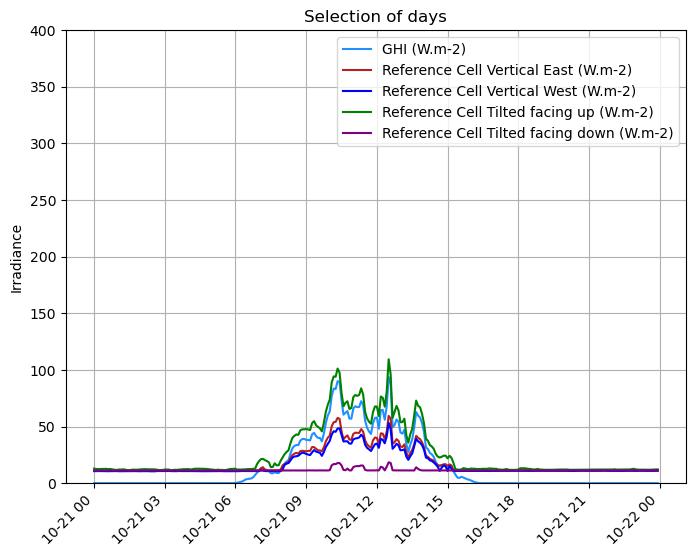 Selection of days
400
350
300
250
200
150
100
50
0
Irradiance
GHI (W.m-2)
Reference Cell Vertical East (W.m-2)
Reference Cell Vertical West (W.m-2)
Reference Cell Tilted facing up (W.m-2)
Reference Cell Tilted facing down (W.m-2)
10-21 00
10-21 03
10-21 06
10-21 09
10-21 12
10-21 15
10-21 18
10-21 21
10-22 00